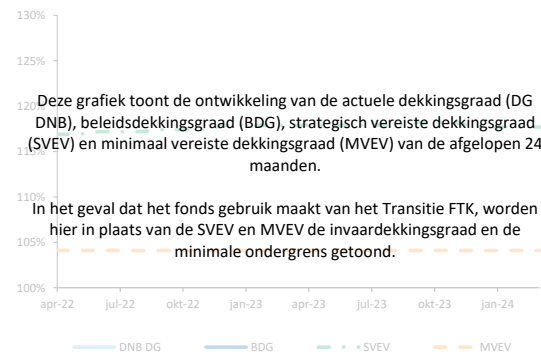 130%
125%
120%
Deze grafiek toont de ontwikkeling van de actuele dekkingsgraad (DG
DNB), beleidsdekkingsgraad (BDG), strategisch vereiste dekkingsgraad
(SVEV) en minimaal vereiste dekkingsgraad (MVEV) van de afgelopen 24
115%
maanden.
In het geval dat het fonds gebruik maakt van het Transitie FTK, worden
110%
hier in plaats van de SVEV en MVEV de invaardekkingsgraad en de
105%
minimale ondergrens getoond.
100%
apr-22 jul-22 okt-22 jan-23 apr-23 jul-23 okt-23 jan-24
DNB DG BDG SVEV MVEV